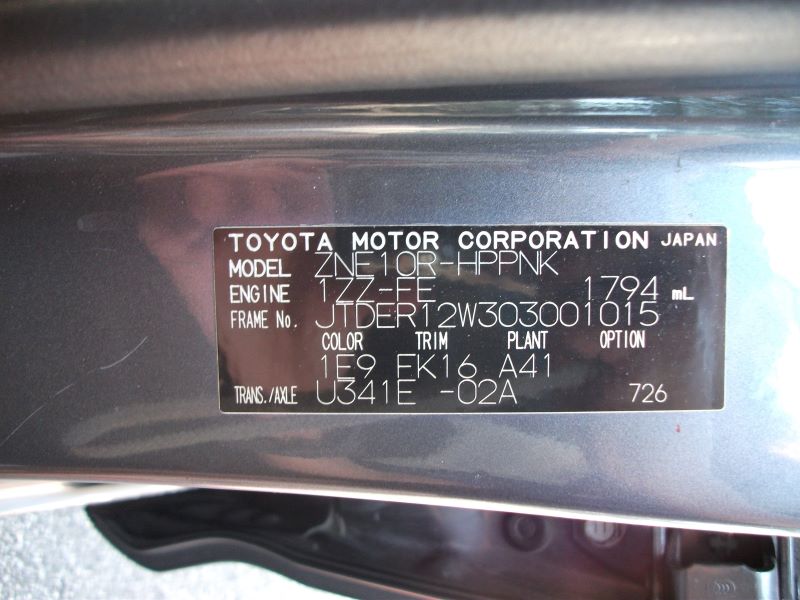 TOYOTA MOTOR CORPORATION JAPAN
MODEL ZNE10R-HPPNK
ENGINE 1ZZ-FE 1794 mL
FRAME No. JTDER12W303001015
COLOR TRIM PLANT OPTION
1E9 FK16 A41
TRANS./AXLE U341E -02A 726